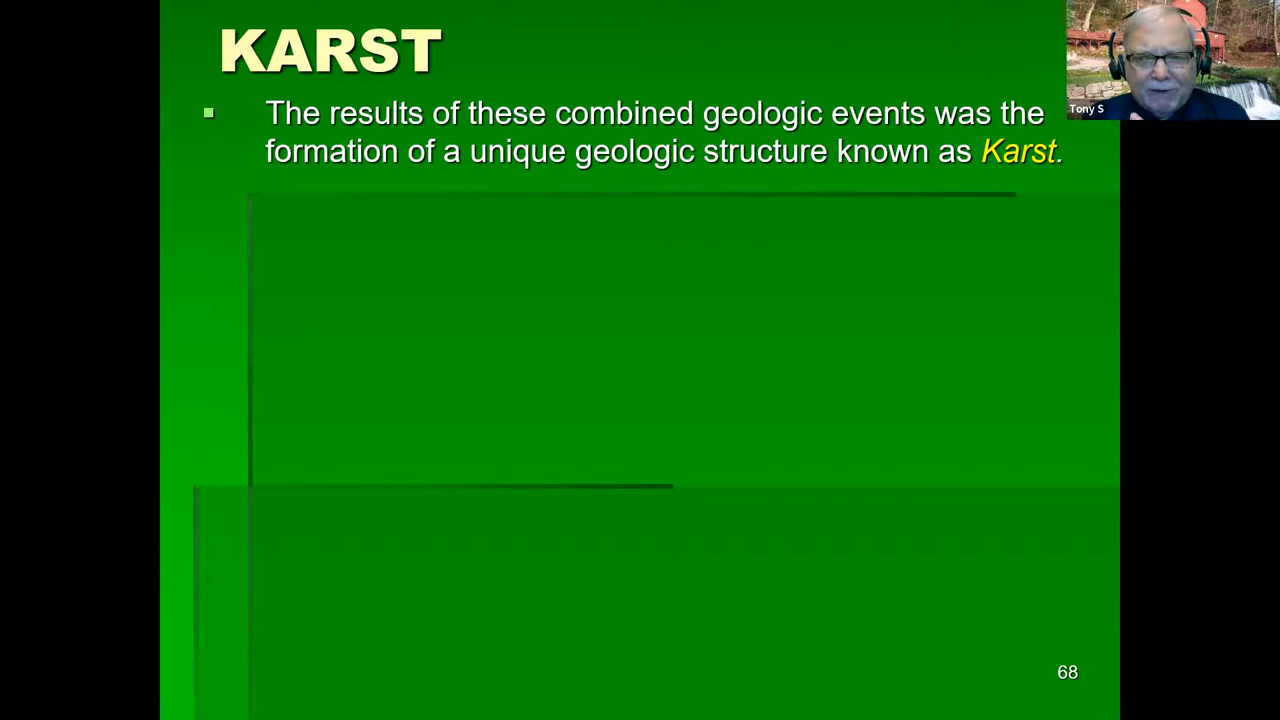 KARST
The results of these combined geologic events was the
formation of a unique geologic structure known as Karst.
Tony S
68